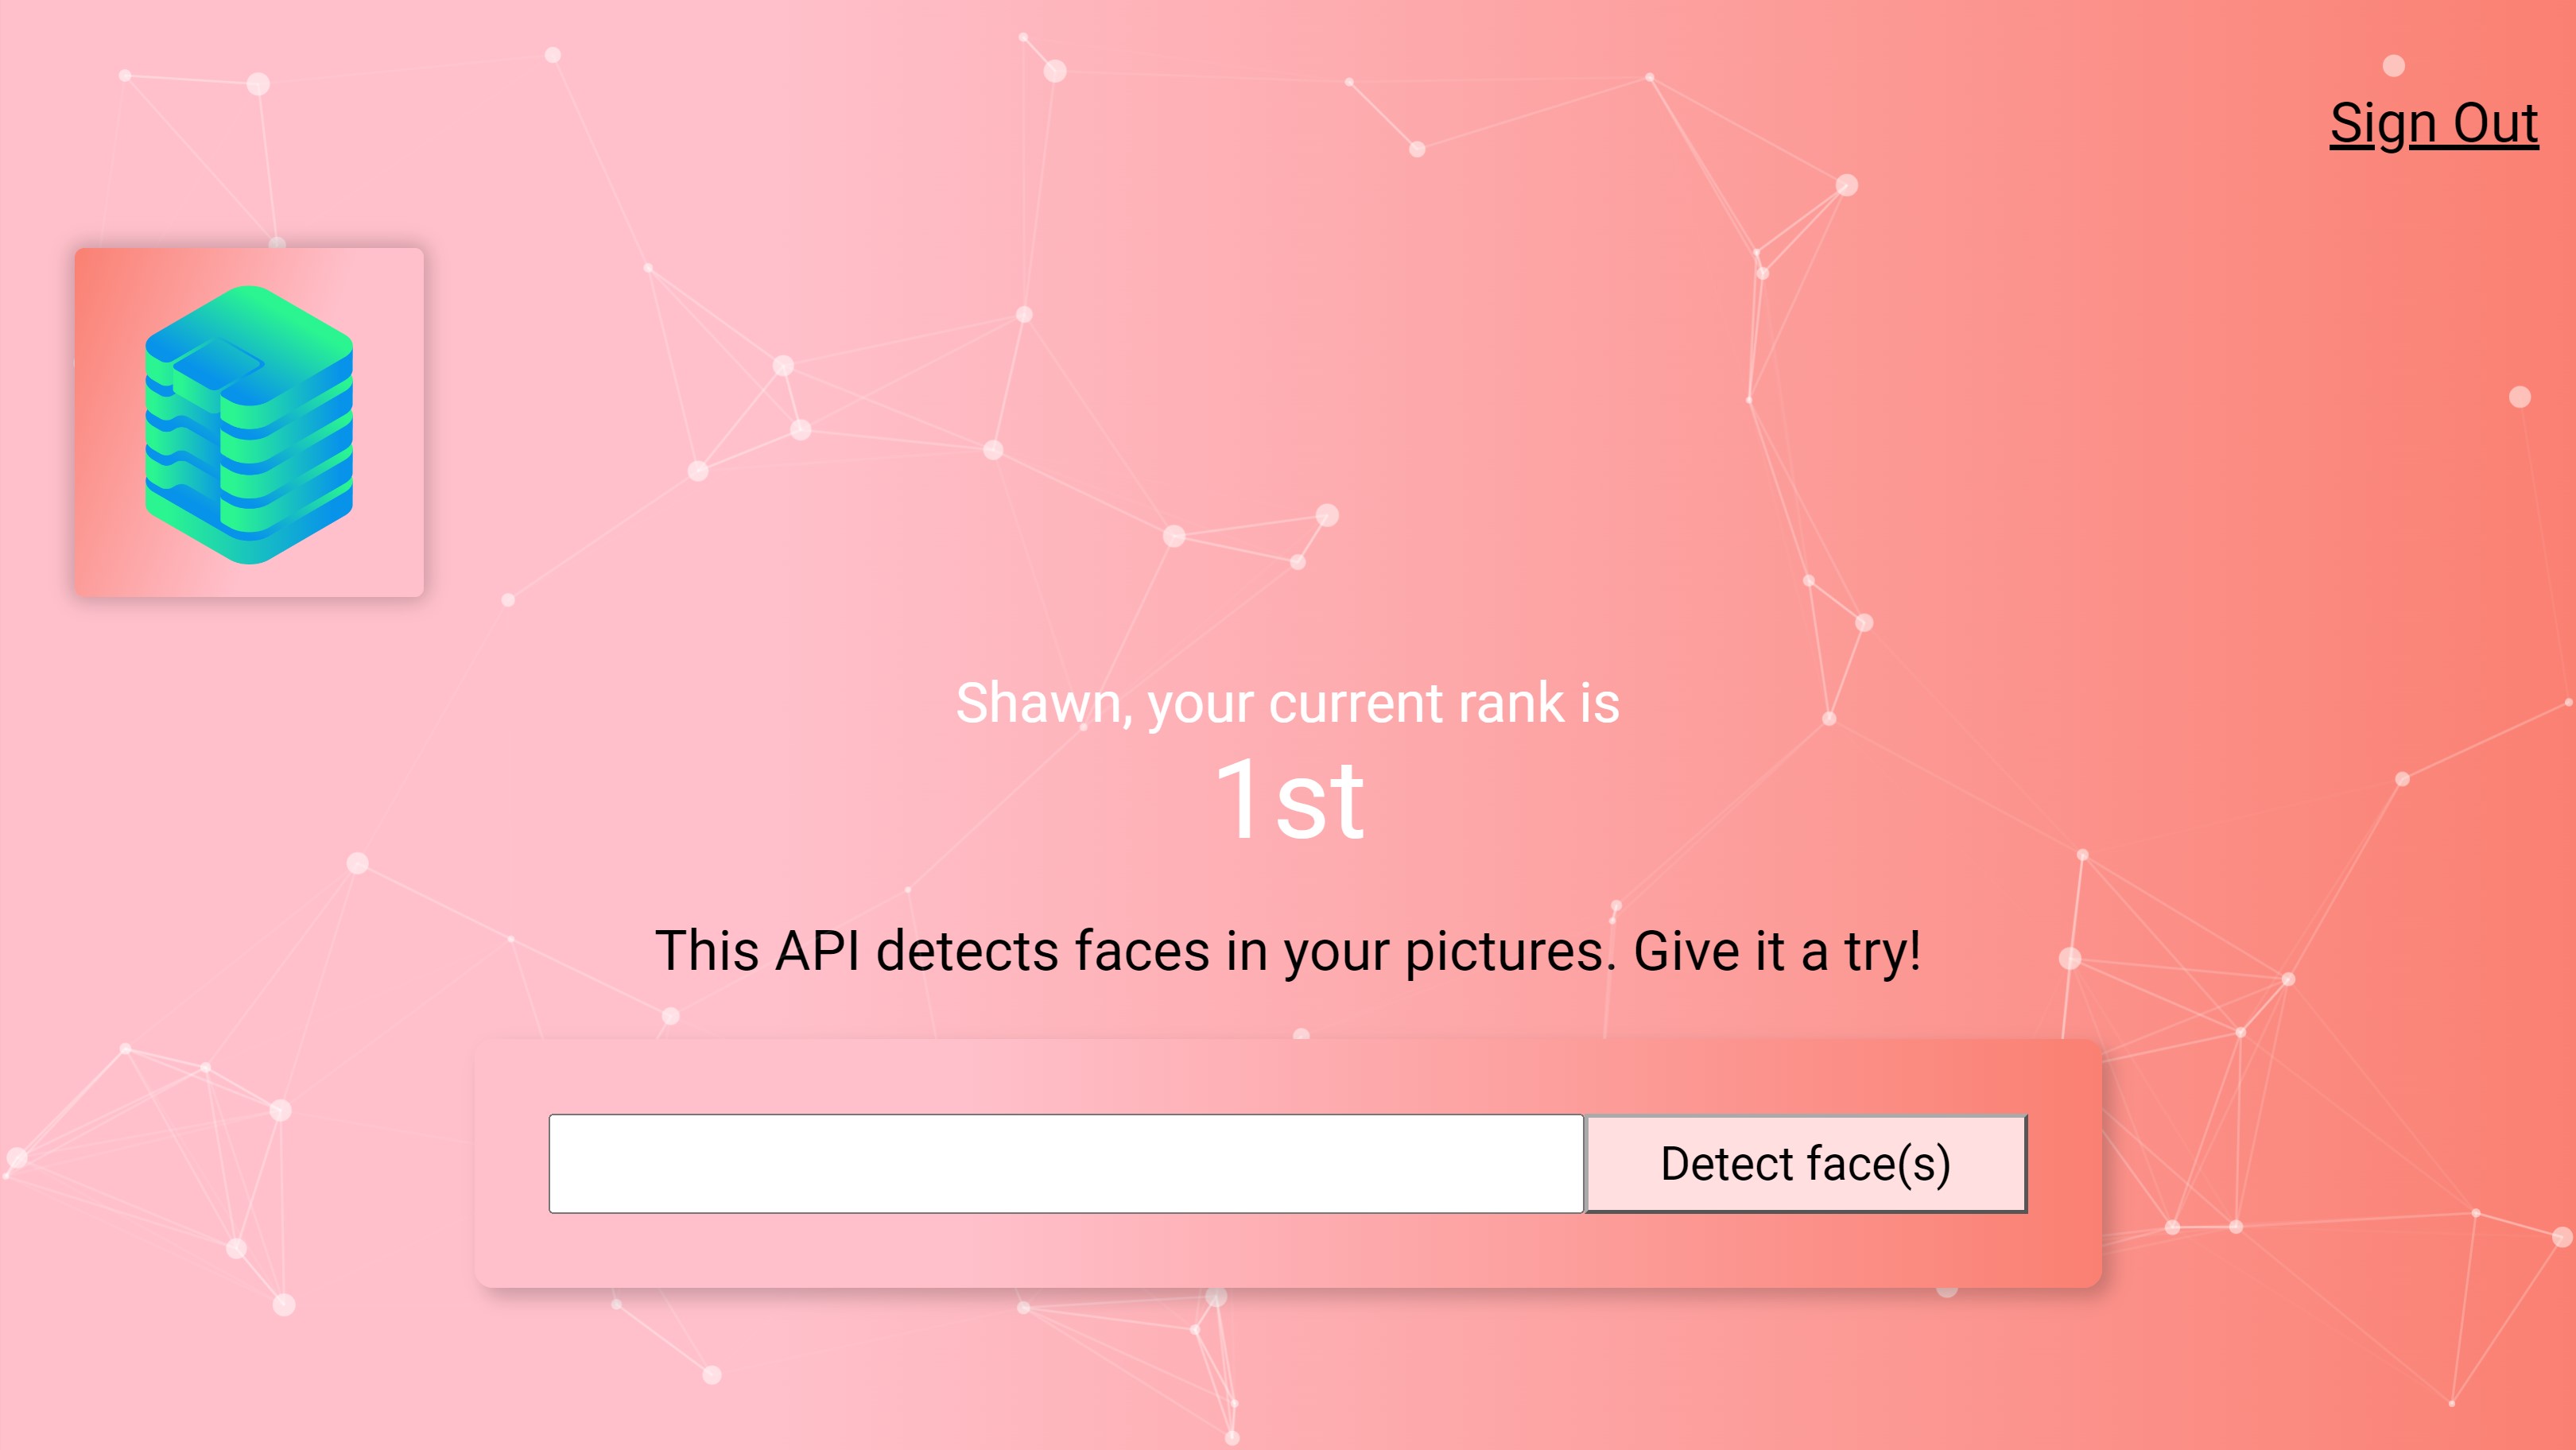 Sign Out
Shawn, your current rank is
1st
This API detects faces in your pictures. Give it a try!
Detect face(s)